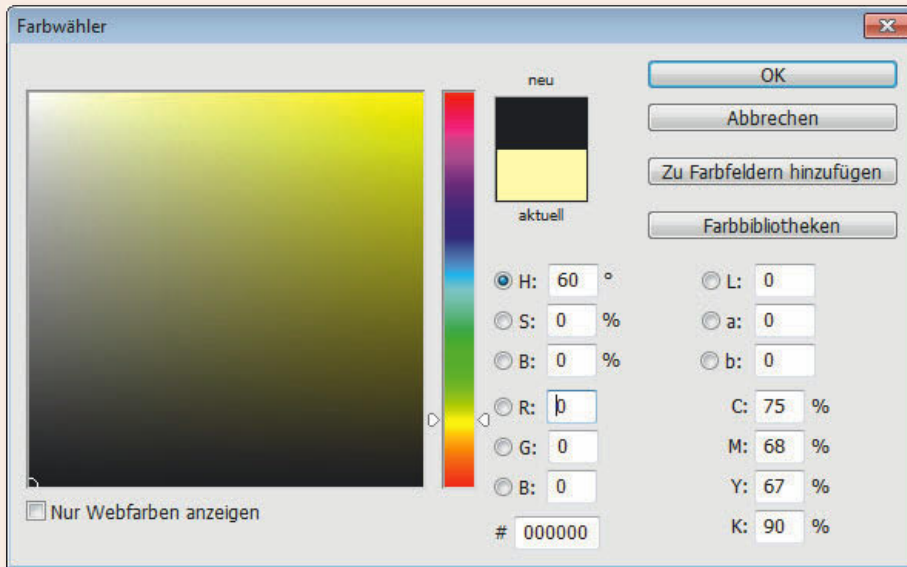 Farbwähler
neu
aktuell
OK
Abbrechen
Zu Farbfeldern hinzufügen
Farbbibliotheken
H: 60 °
S: 0 %
B: 0 %
R: 0
G: 0
B: 0
# 000000
L: 0
a: 0
b: 0
C: 75 %
M: 68 %
Y: 67 %
K: 90 %
Nur Webfarben anzeigen